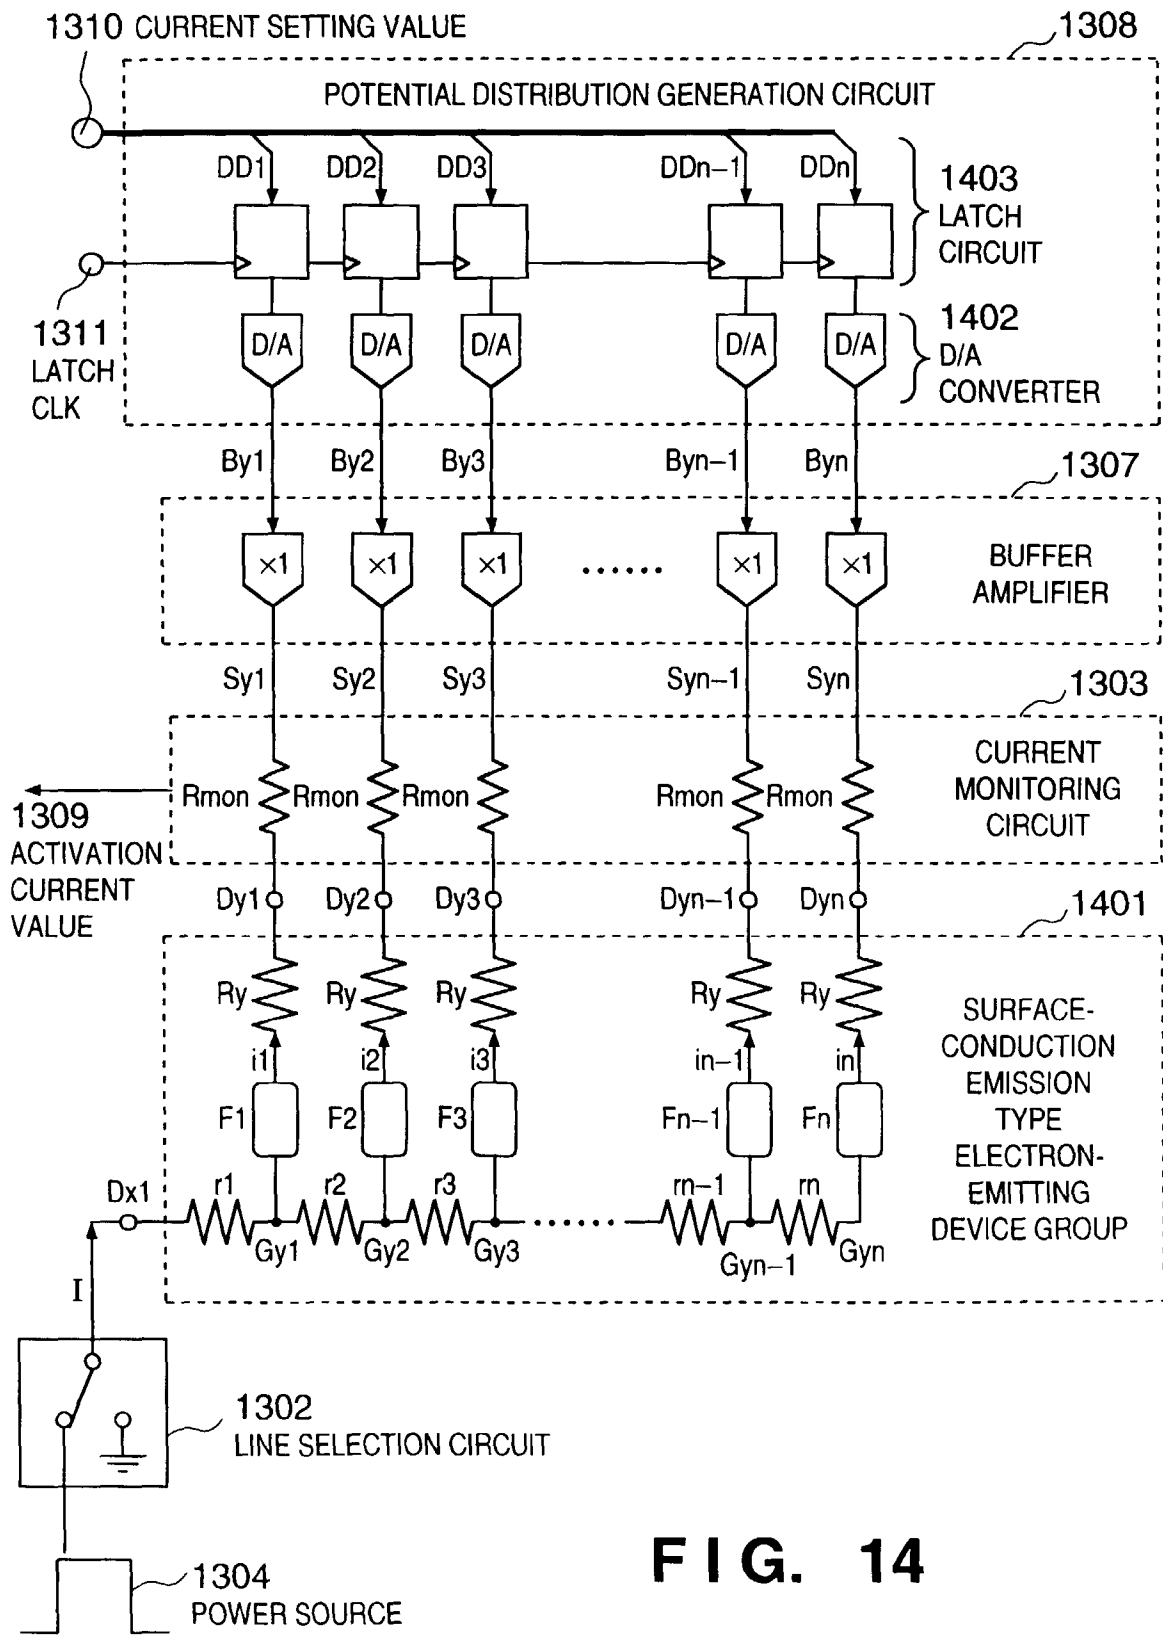 1310 CURRENT SETTING VALUE
1308
POTENTIAL DISTRIBUTION GENERATION CIRCUIT
DD1 DD2 DD3 DDn−1 DDn
1403
LATCH
CIRCUIT
1311
LATCH
CLK
D/A D/A D/A D/A D/A
1402
D/A
CONVERTER
By1 By2 By3 Byn−1 Byn
1307
×1 ×1 ×1 ...... ×1 ×1
BUFFER
AMPLIFIER
Sy1 Sy2 Sy3 Syn−1 Syn
1303
Rmon Rmon Rmon Rmon Rmon
CURRENT
MONITORING
CIRCUIT
1309
ACTIVATION
CURRENT
VALUE
Dy1 Dy2 Dy3 Dyn−1 Dyn
1401
Ry Ry Ry Ry Ry
i1 i2 i3 in−1 in
F1 F2 F3 Fn−1 Fn
SURFACE-
CONDUCTION
EMISSION
TYPE
ELECTRON-
EMITTING
DEVICE GROUP
Dx1 r1 r2 r3 ...... rn−1 rn
Gy1 Gy2 Gy3 Gyn−1 Gyn
I
1302
LINE SELECTION CIRCUIT
1304
POWER SOURCE
FIG. 14